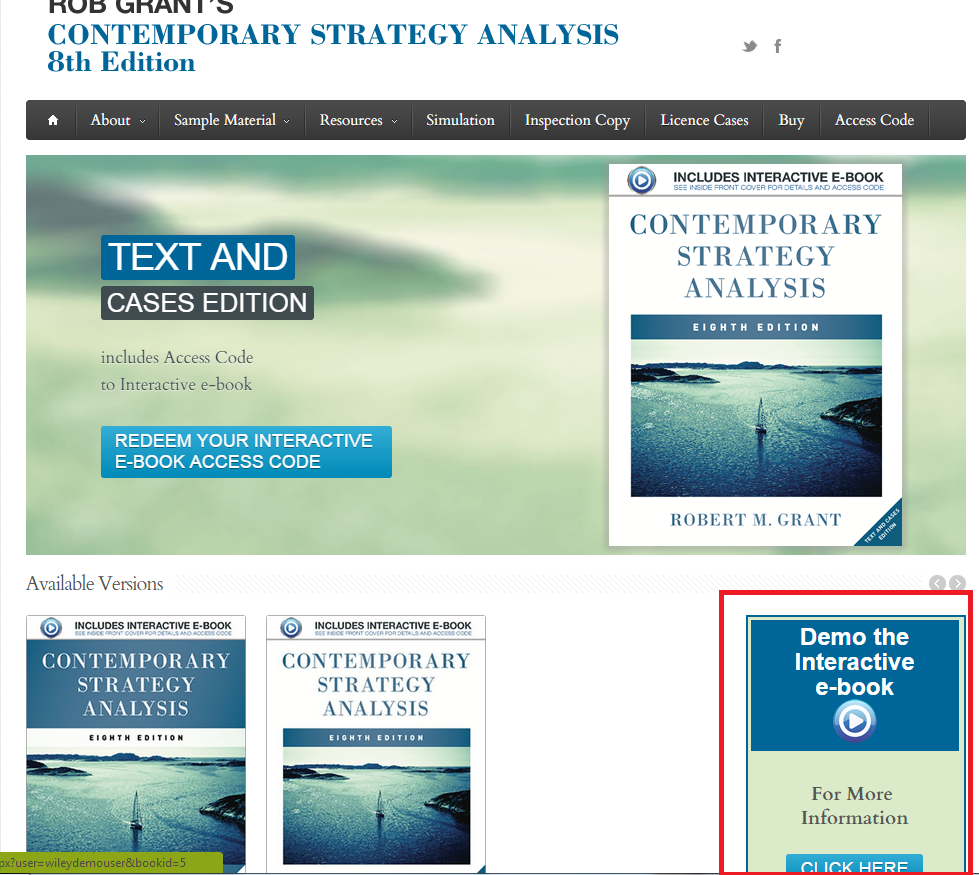 ROB GRANT'S
CONTEMPORARY STRATEGY ANALYSIS
8th Edition
About
Sample Material
Resources
Simulation
Inspection Copy
Licence Cases
Buy
Access Code
TEXT AND
CASES EDITION
includes Access Code
to Interactive e-book
REDEEM YOUR INTERACTIVE
E-BOOK ACCESS CODE
INCLUDES INTERACTIVE E-BOOK
SEE INSIDE FRONT COVER FOR DETAILS AND ACCESS CODE
CONTEMPORARY
STRATEGY
ANALYSIS
EIGHTH EDITION
ROBERT M. GRANT
TEXT AND CASES
EDITION
Available Versions
INCLUDES INTERACTIVE E-BOOK
SEE INSIDE FRONT COVER FOR DETAILS AND ACCESS CODE
CONTEMPORARY
STRATEGY
ANALYSIS
EIGHTH EDITION
INCLUDES INTERACTIVE E-BOOK
SEE INSIDE FRONT COVER FOR DETAILS AND ACCESS CODE
CONTEMPORARY
STRATEGY
ANALYSIS
EIGHTH EDITION
Demo the
Interactive
e-book
For More
Information
CLICK HERE
px?user=wileydemouser&bookid=5